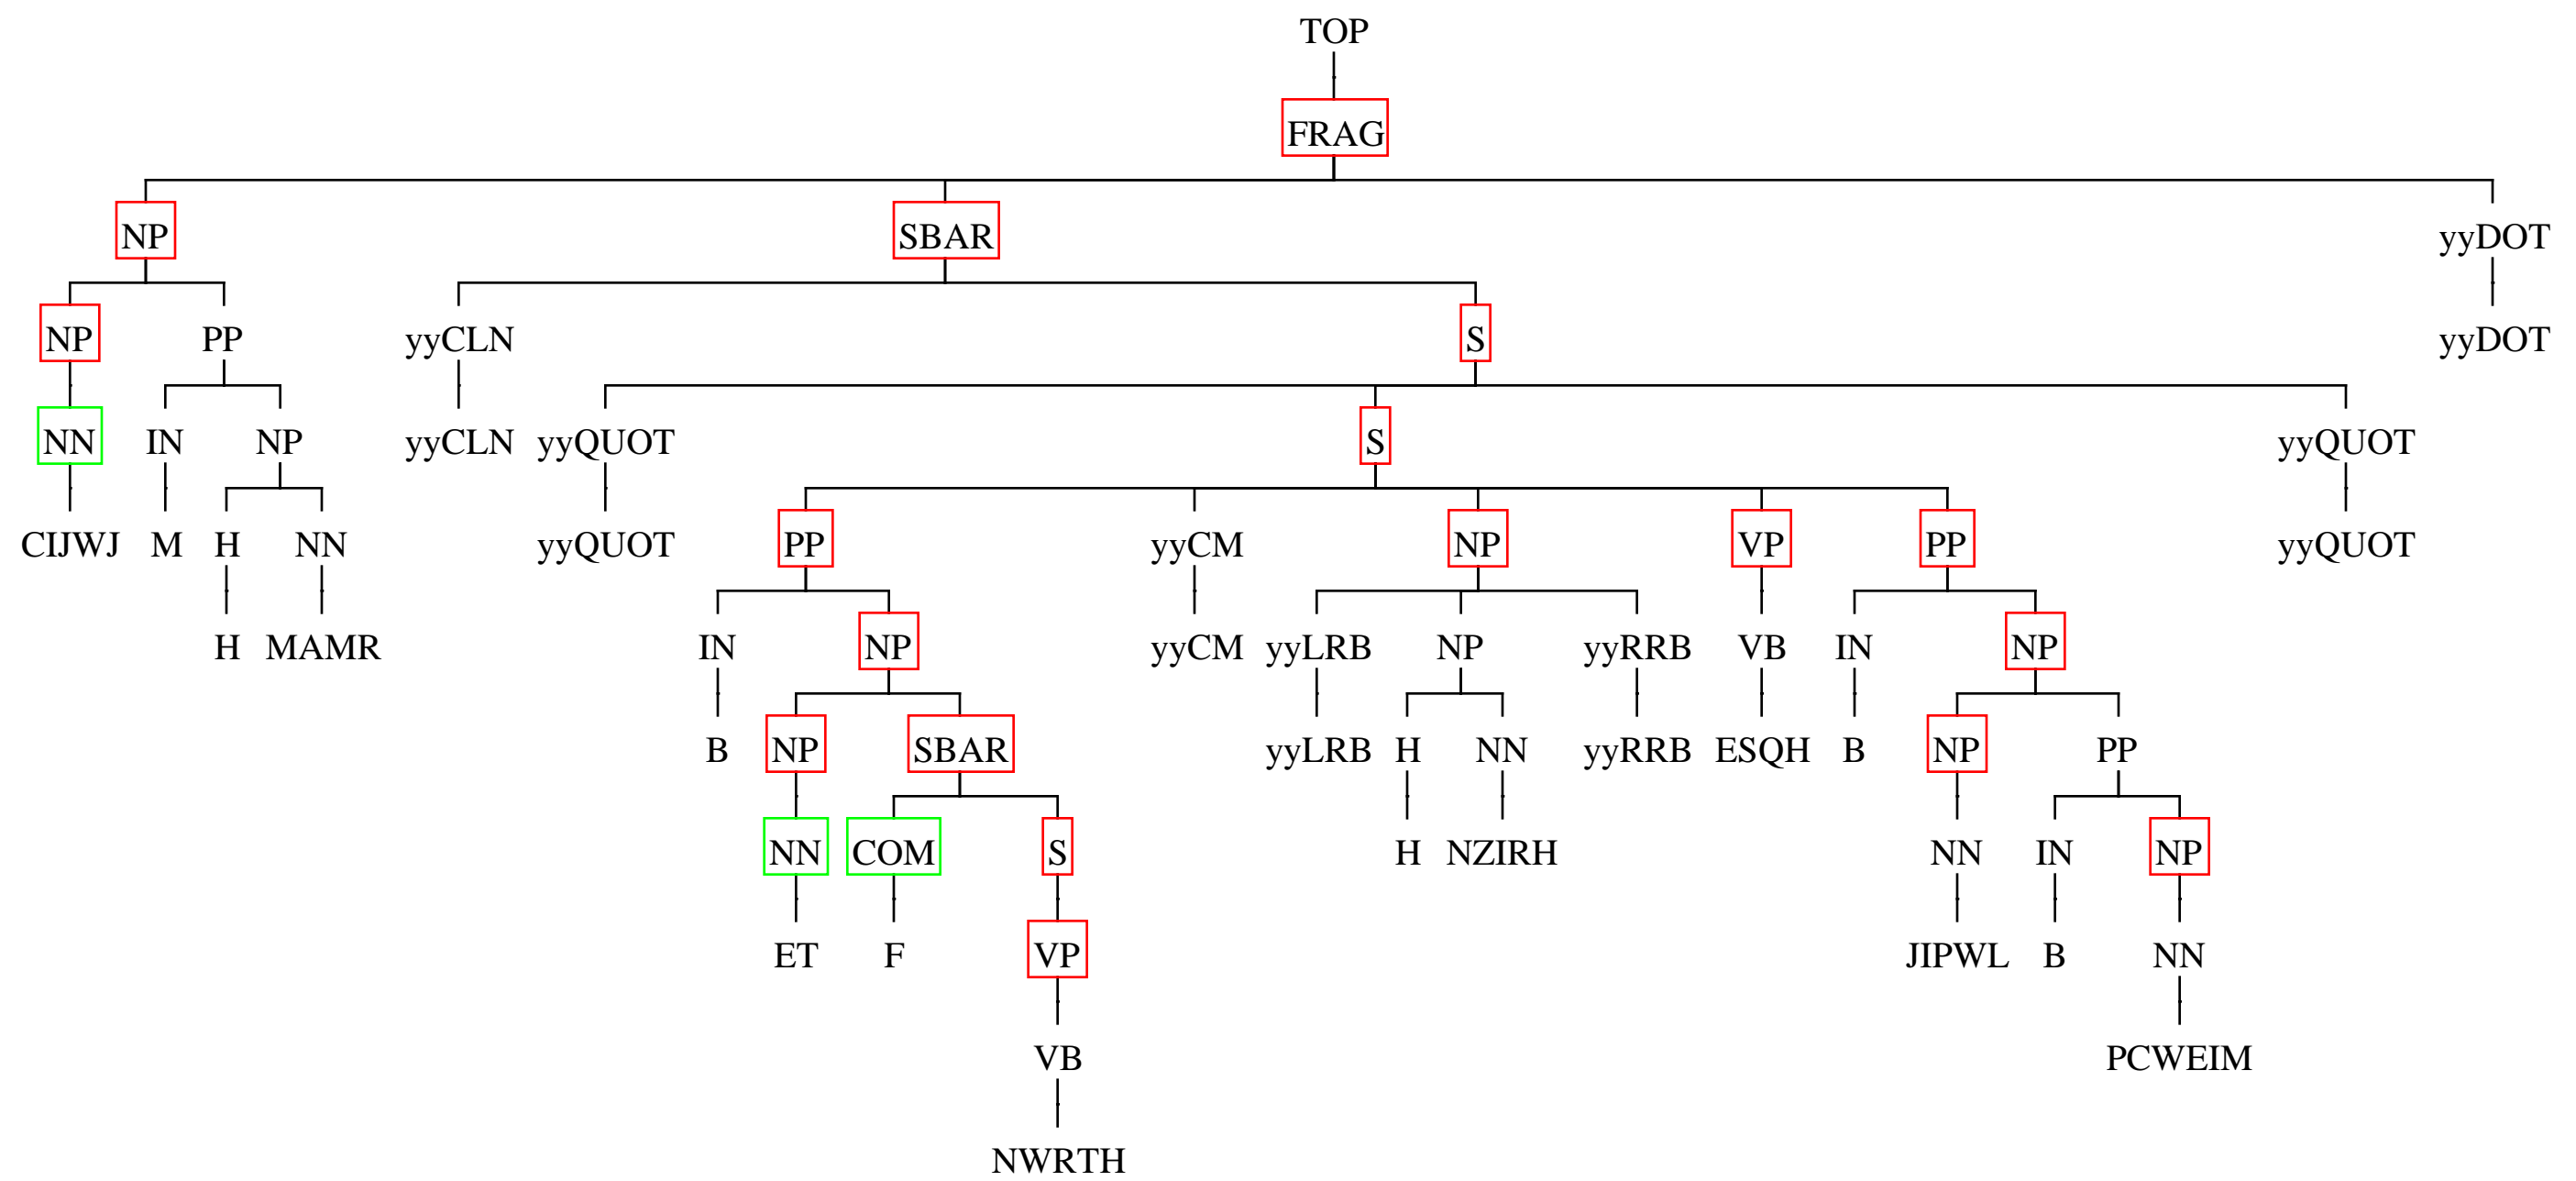 TOP
FRAG
NP SBAR yyDOT
NP PP yyCLN S yyDOT
NN IN NP yyCLN yyQUOT S yyQUOT
CIJWJ M H NN yyQUOT PP yyCM NP VP PP yyQUOT
H MAMR IN NP yyCM yyLRB NP yyRRB VB IN NP
B NP SBAR yyLRB H NN yyRRB ESQH B NP PP
NN COM S H NZIRH NN IN NP
ET F VP JIPWL B NN
VB PCWEIM
NWRTH